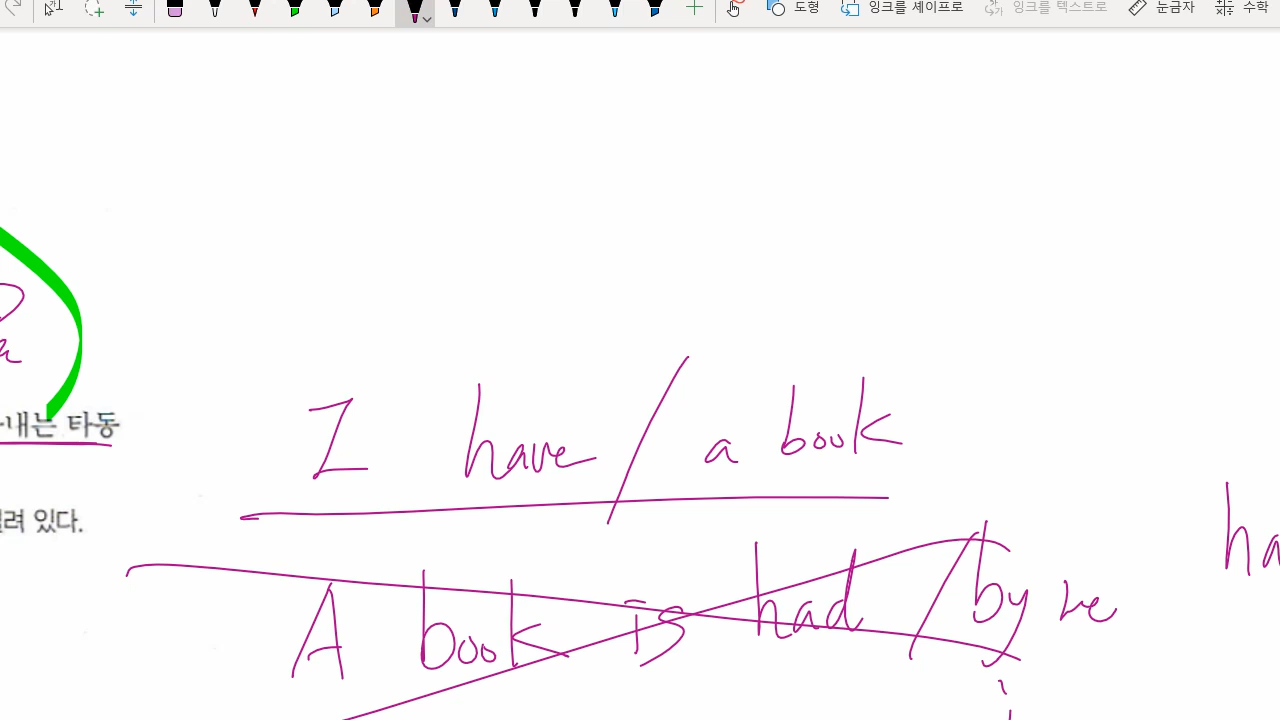 도형 잉크를 셰이프로 잉크를 텍스트로 눈금자 수학
내는 타동
I have / a book
려 있다.
ha
A book is had / by me